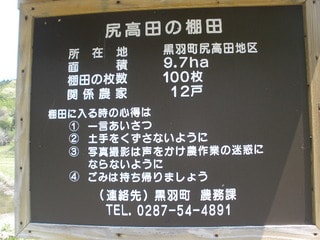 尻高田の棚田
所在地 黒羽町尻高田地区
面積 9.7ha
棚田の枚数 100枚
関係農家 12戸
棚田に入る時の心得は
① 一言あいさつ
② 土手をくずさないように
③ 写真撮影は声をかけ農作業の迷惑に
ならないように
④ ごみは持ち帰りましょう
(連絡先)黒羽町 農務課
TEL. 0287-54-4891